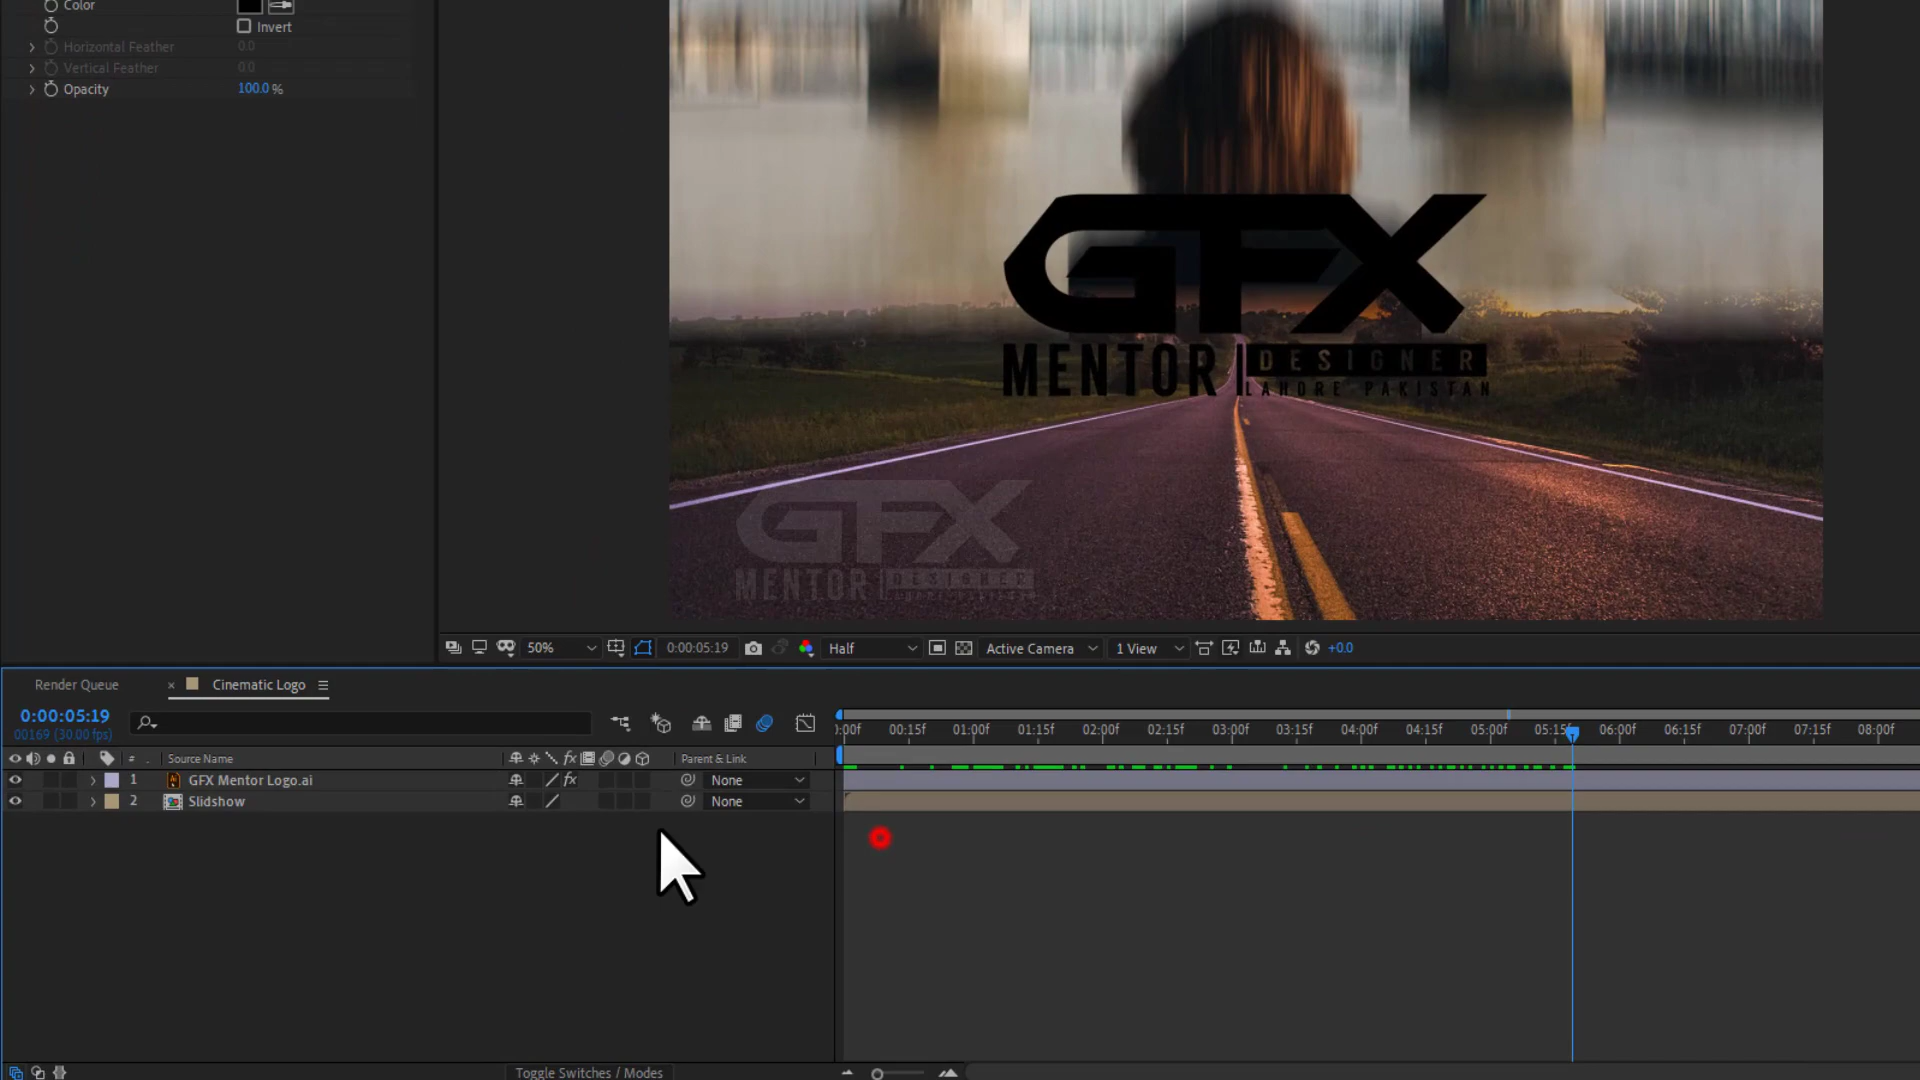 Color
Invert
Horizontal Feather 0.0
Vertical Feather 0.0
Opacity 100.0 %
GFX
MENTOR | DESIGNER
LAHORE PAKISTAN
GFX
MENTOR | DESIGNER
50% 0:00:05:19 Half Active Camera 1 View +0.0
Render Queue × Cinematic Logo
0:00:05:19
00169 (30.00 fps)
:00f 00:15f 01:00f 01:15f 02:00f 02:15f 03:00f 03:15f 04:00f 04:15f 05:00f 05:15f 06:00f 06:15f 07:00f 07:15f 08:00f
# Source Name fx Parent & Link
1 GFX Mentor Logo.ai fx None
2 Slidshow None
Toggle Switches / Modes